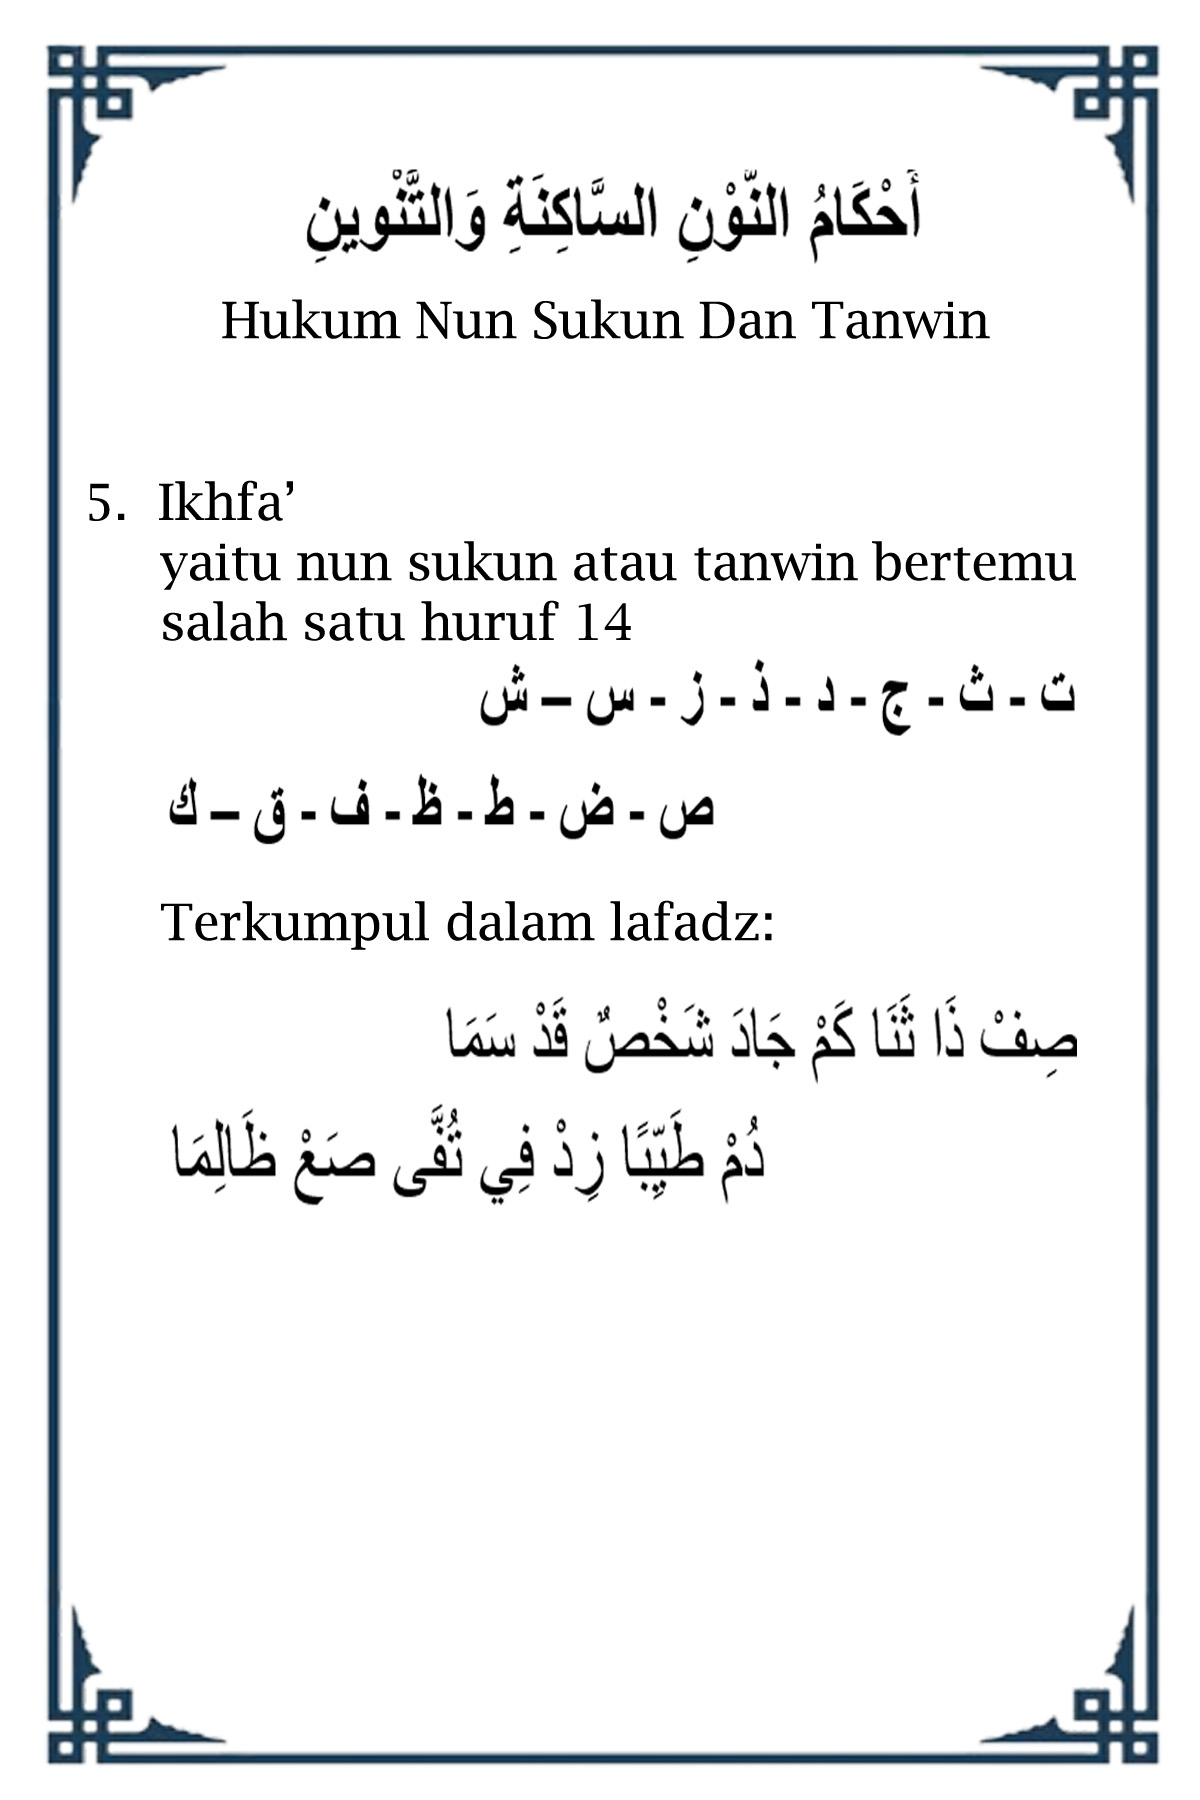 أَحْكَامُ النّوْنِ السَّاكِنَةِ وَالتَّنْوينِ
Hukum Nun Sukun Dan Tanwin
5. Ikhfa’
yaitu nun sukun atau tanwin bertemu
salah satu huruf 14
ت - ث - ج - د - ذ - ز - س – ش
ص - ض - ط - ظ - ف - ق – ك
Terkumpul dalam lafadz:
صِفْ ذَا ثَنَا كَمْ جَادَ شَخْصٌ قَدْ سَمَا
دُمْ طَيِّبًا زِدْ فِي تُقَّى صَعْ ظَالِمَا